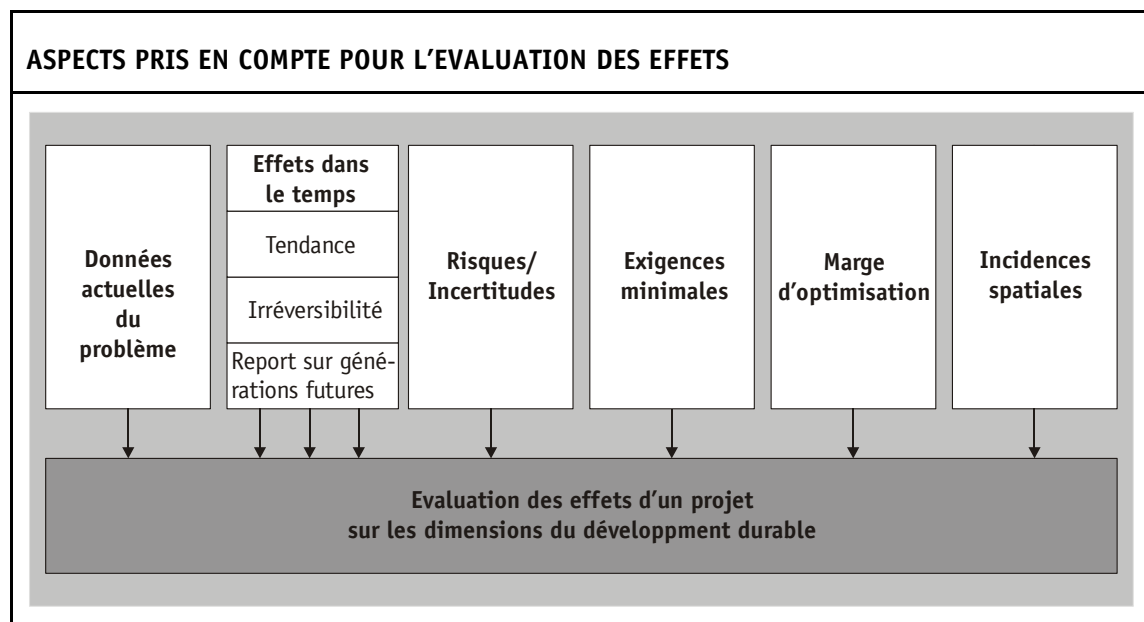 ASPECTS PRIS EN COMPTE POUR L'EVALUATION DES EFFETS
Données
actuelles
du
problème
Effets dans
le temps
Tendance
Irréversibilité
Report sur géné-
rations futures
Risques/
Incertitudes
Exigences
minimales
Marge
d'optimisation
Incidences
spatiales
Evaluation des effets d'un projet
sur les dimensions du développment durable